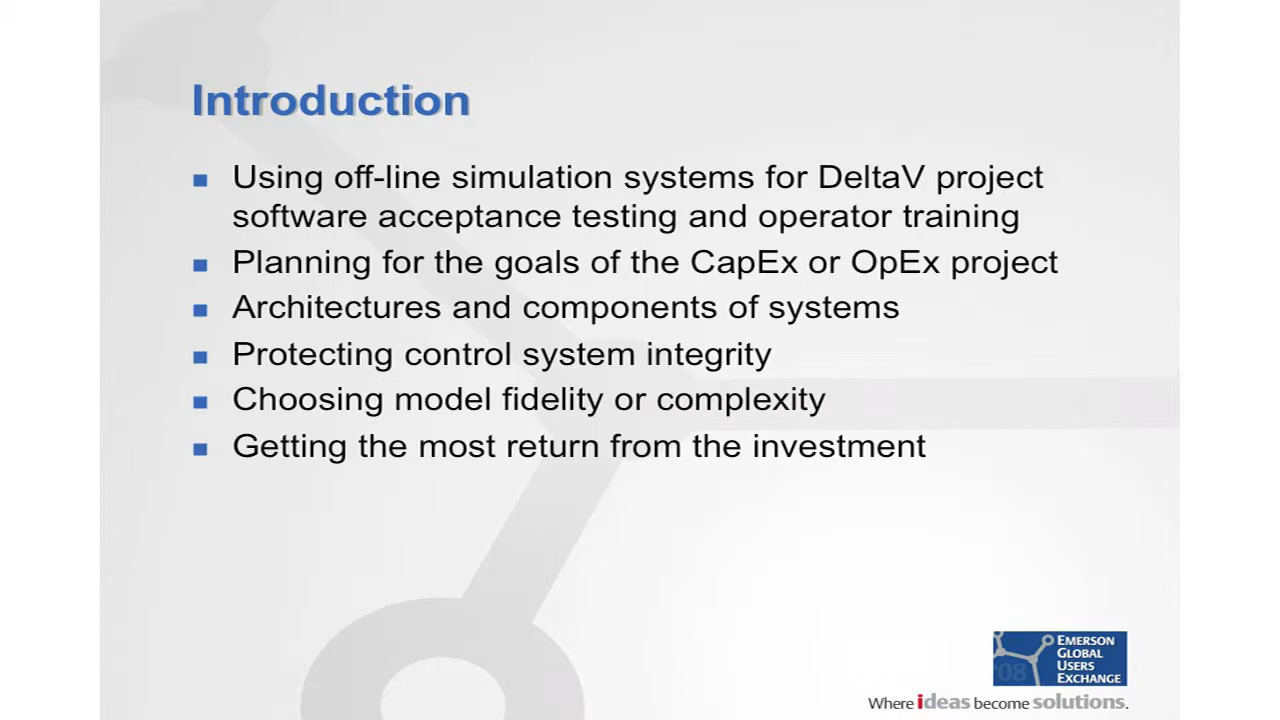 Introduction
Using off-line simulation systems for DeltaV project
software acceptance testing and operator training
Planning for the goals of the CapEx or OpEx project
Architectures and components of systems
Protecting control system integrity
Choosing model fidelity or complexity
Getting the most return from the investment
'08
EMERSON
GLOBAL
USERS
EXCHANGE
Where ideas become solutions.